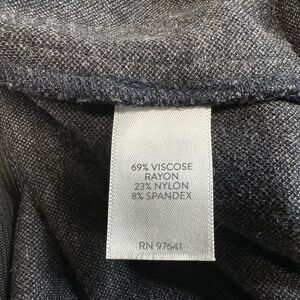 69% VISCOSE
RAYON
23% NYLON
8% SPANDEX
RN 97641